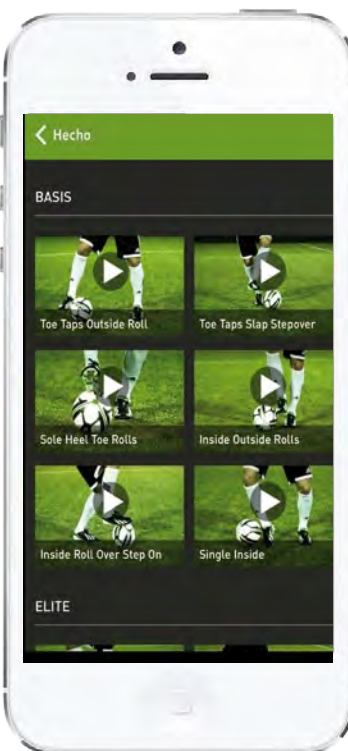 Hecho
BASIS
Toe Taps Outside Roll
Toe Taps Slap Stepover
Sole Heel Toe Rolls
Inside Outside Rolls
Inside Roll Over Step On
Single Inside
ELITE